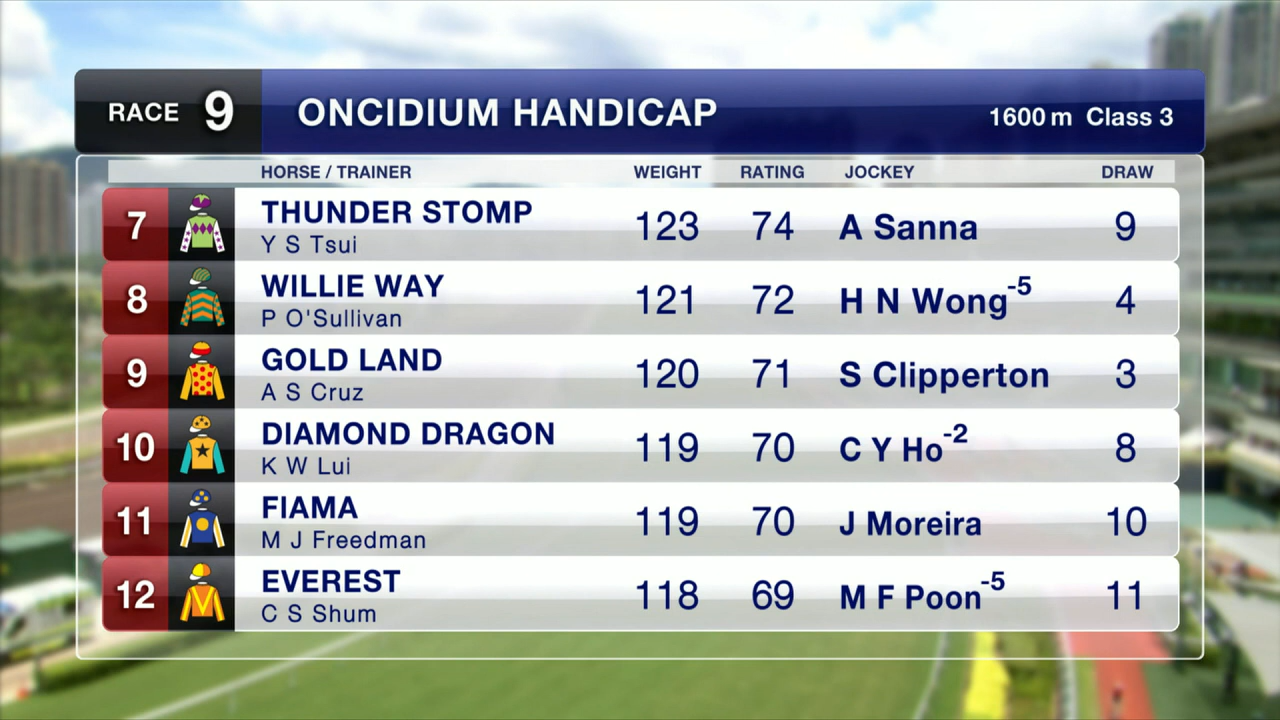 RACE 9 ONCIDIUM HANDICAP 1600 m Class 3
HORSE / TRAINER WEIGHT RATING JOCKEY DRAW
7 THUNDER STOMP 123 74 A Sanna 9
Y S Tsui
8 WILLIE WAY 121 72 H N Wong-5 4
P O'Sullivan
9 GOLD LAND 120 71 S Clipperton 3
A S Cruz
10 DIAMOND DRAGON 119 70 C Y Ho-2 8
K W Lui
11 FIAMA 119 70 J Moreira 10
M J Freedman
12 EVEREST 118 69 M F Poon-5 11
C S Shum